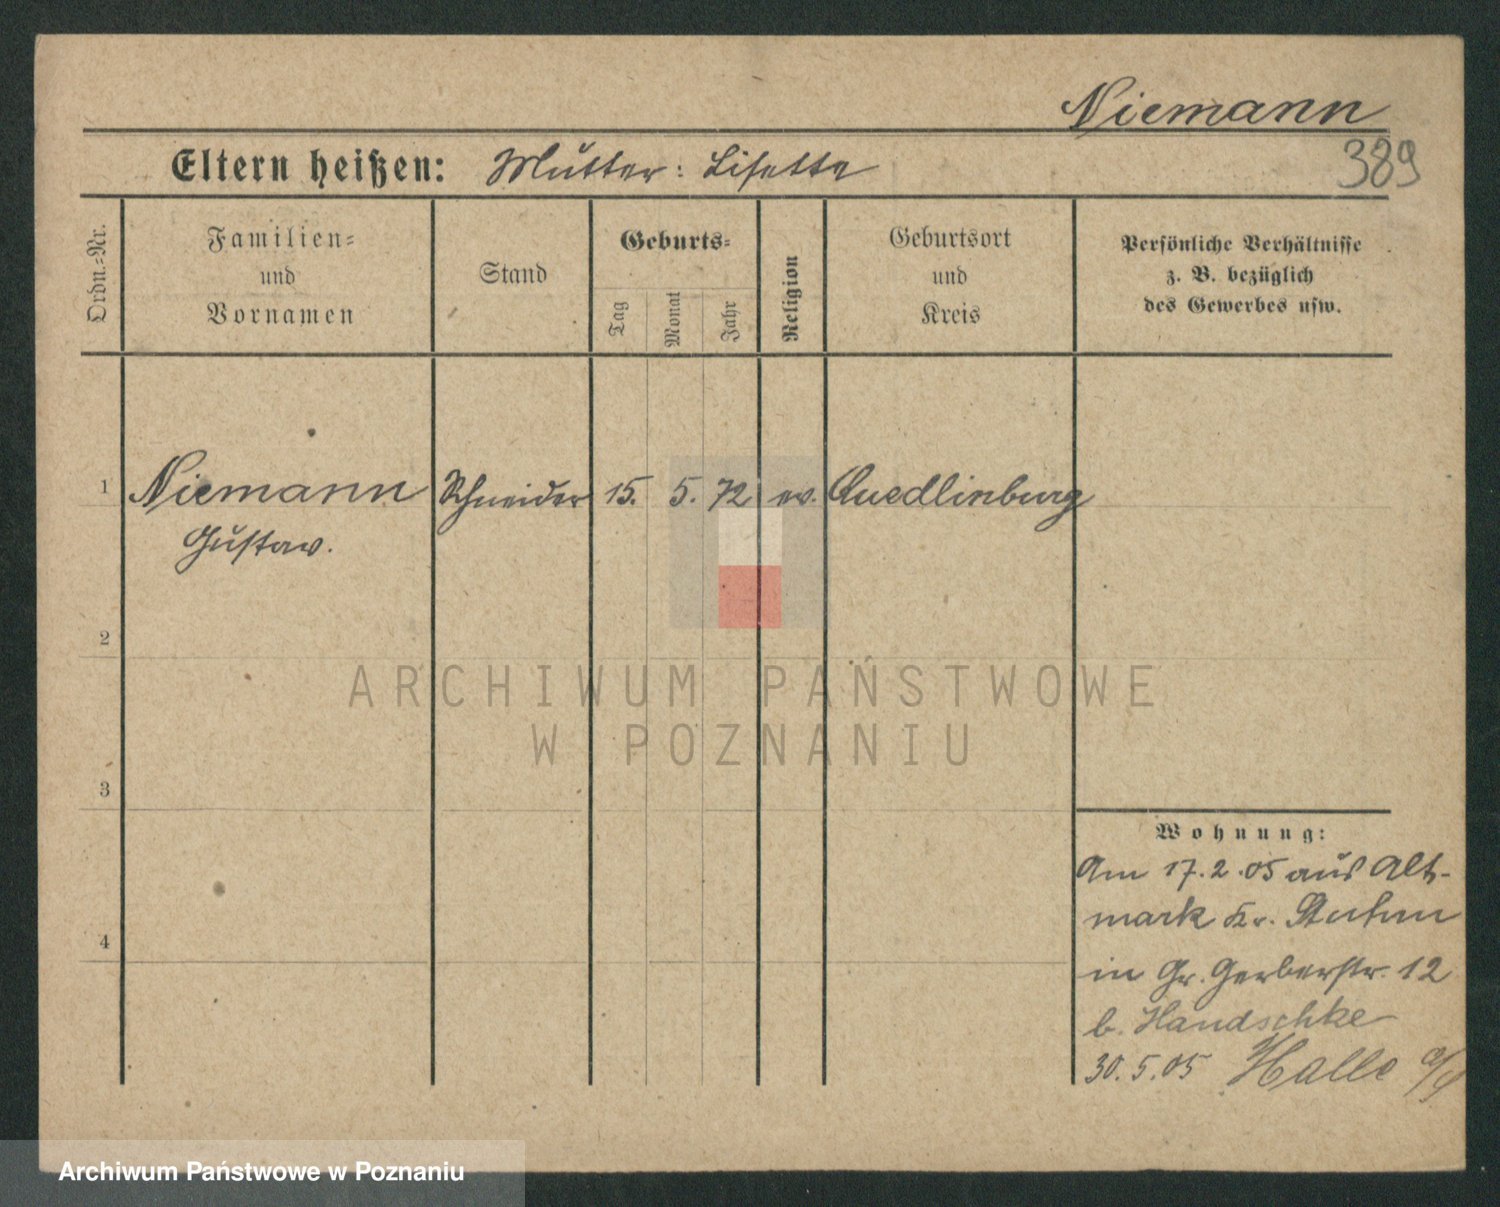 Niemann
389
Eltern heißen: Mutter: Lisette
Ordn.-Nr.
Familien-
und
Vornamen
Stand
Geburts-
Tag
Monat
Jahr
Religion
Geburtsort
und
Kreis
Persönliche Verhältnisse
z. B. bezüglich
des Gewerbes usw.
1 Niemann Schneider 15. 5. 72 ev. Quedlinburg
Gustav.
2
3
4
Wohnung:
Am 17.2.05 aus Alt-
mark Kr. Stuhm
in Gr. Gerberstr. 12
b. Handschke
30.5.05 Halle a/S
ARCHIWUM PAŃSTWOWE
W POZNANIU
Archiwum Państwowe w Poznaniu